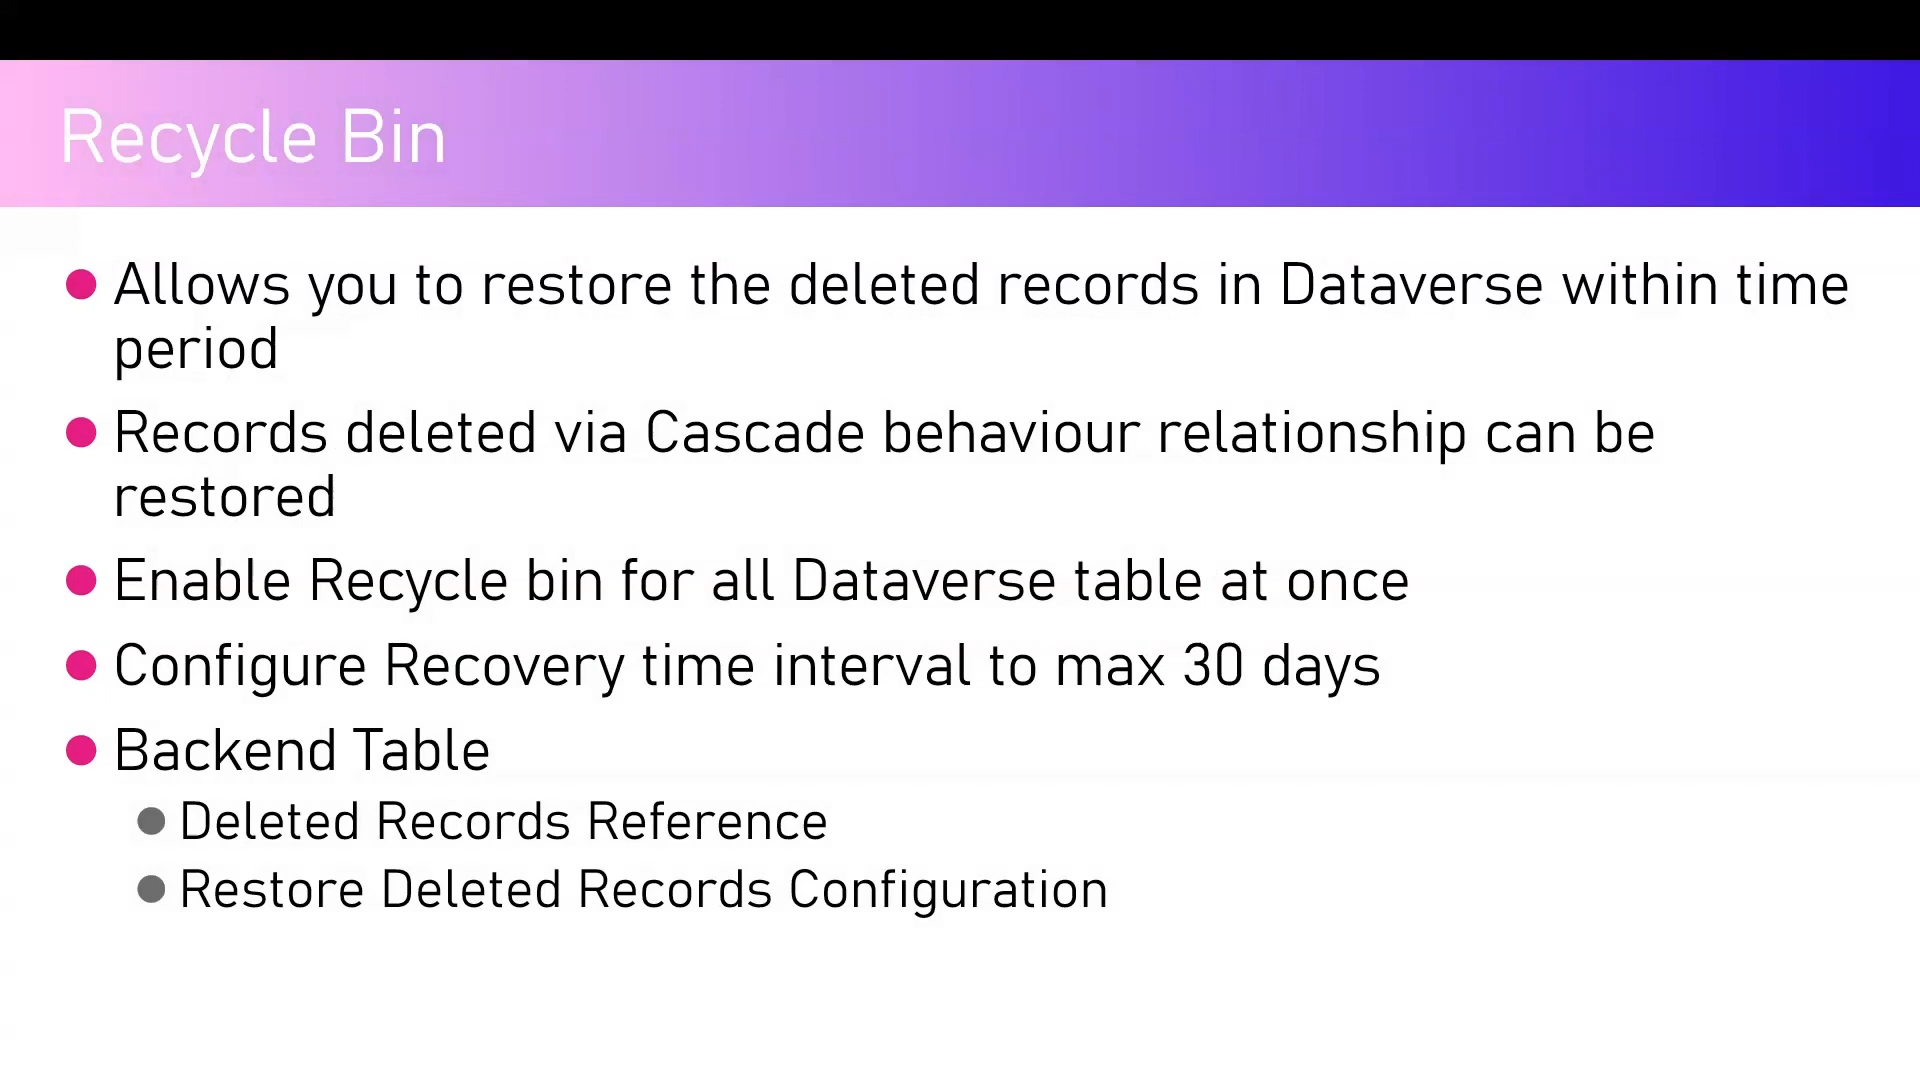 Recycle Bin
Allows you to restore the deleted records in Dataverse within time
period
Records deleted via Cascade behaviour relationship can be
restored
Enable Recycle bin for all Dataverse table at once
Configure Recovery time interval to max 30 days
Backend Table
Deleted Records Reference
Restore Deleted Records Configuration